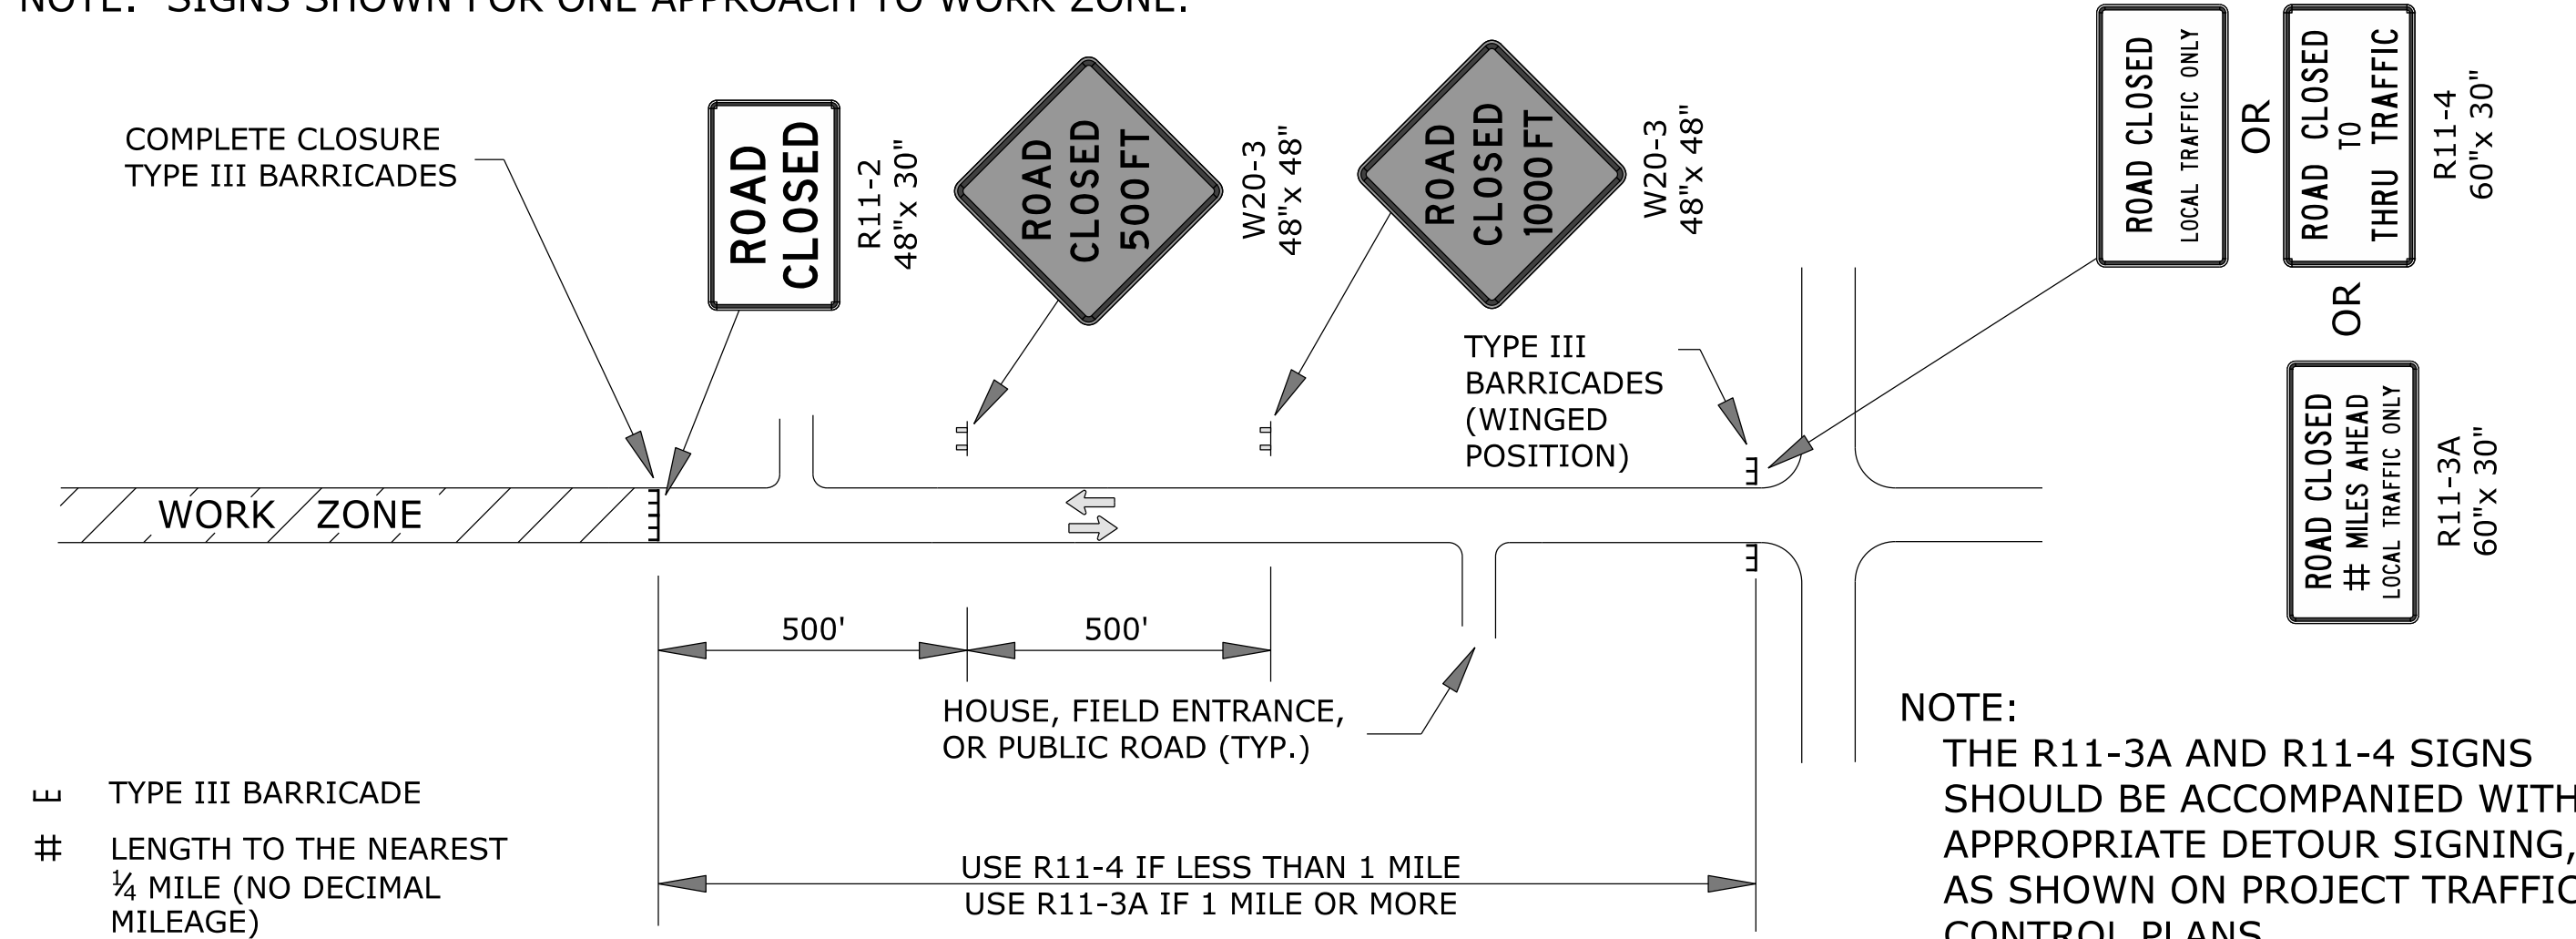 NOTE: SIGNS SHOWN FOR ONE APPROACH TO WORK ZONE.
COMPLETE CLOSURE
TYPE III BARRICADES
ROAD
CLOSED
R11-2
48"x 30"
ROAD
CLOSED
500FT
W20-3
48"x 48"
ROAD
CLOSED
1000FT
W20-3
48"x 48"
ROAD CLOSED
LOCAL TRAFFIC ONLY
OR
ROAD CLOSED
TO
THRU TRAFFIC
R11-4
60"x 30"
OR
ROAD CLOSED
# MILES AHEAD
LOCAL TRAFFIC ONLY
R11-3A
60"x 30"
TYPE III
BARRICADES
(WINGED
POSITION)
WORK ZONE
500'
500'
HOUSE, FIELD ENTRANCE,
OR PUBLIC ROAD (TYP.)
TYPE III BARRICADE
# LENGTH TO THE NEAREST
¼ MILE (NO DECIMAL
MILEAGE)
USE R11-4 IF LESS THAN 1 MILE
USE R11-3A IF 1 MILE OR MORE
NOTE:
THE R11-3A AND R11-4 SIGNS
SHOULD BE ACCOMPANIED WITH
APPROPRIATE DETOUR SIGNING,
AS SHOWN ON PROJECT TRAFFIC
CONTROL PLANS